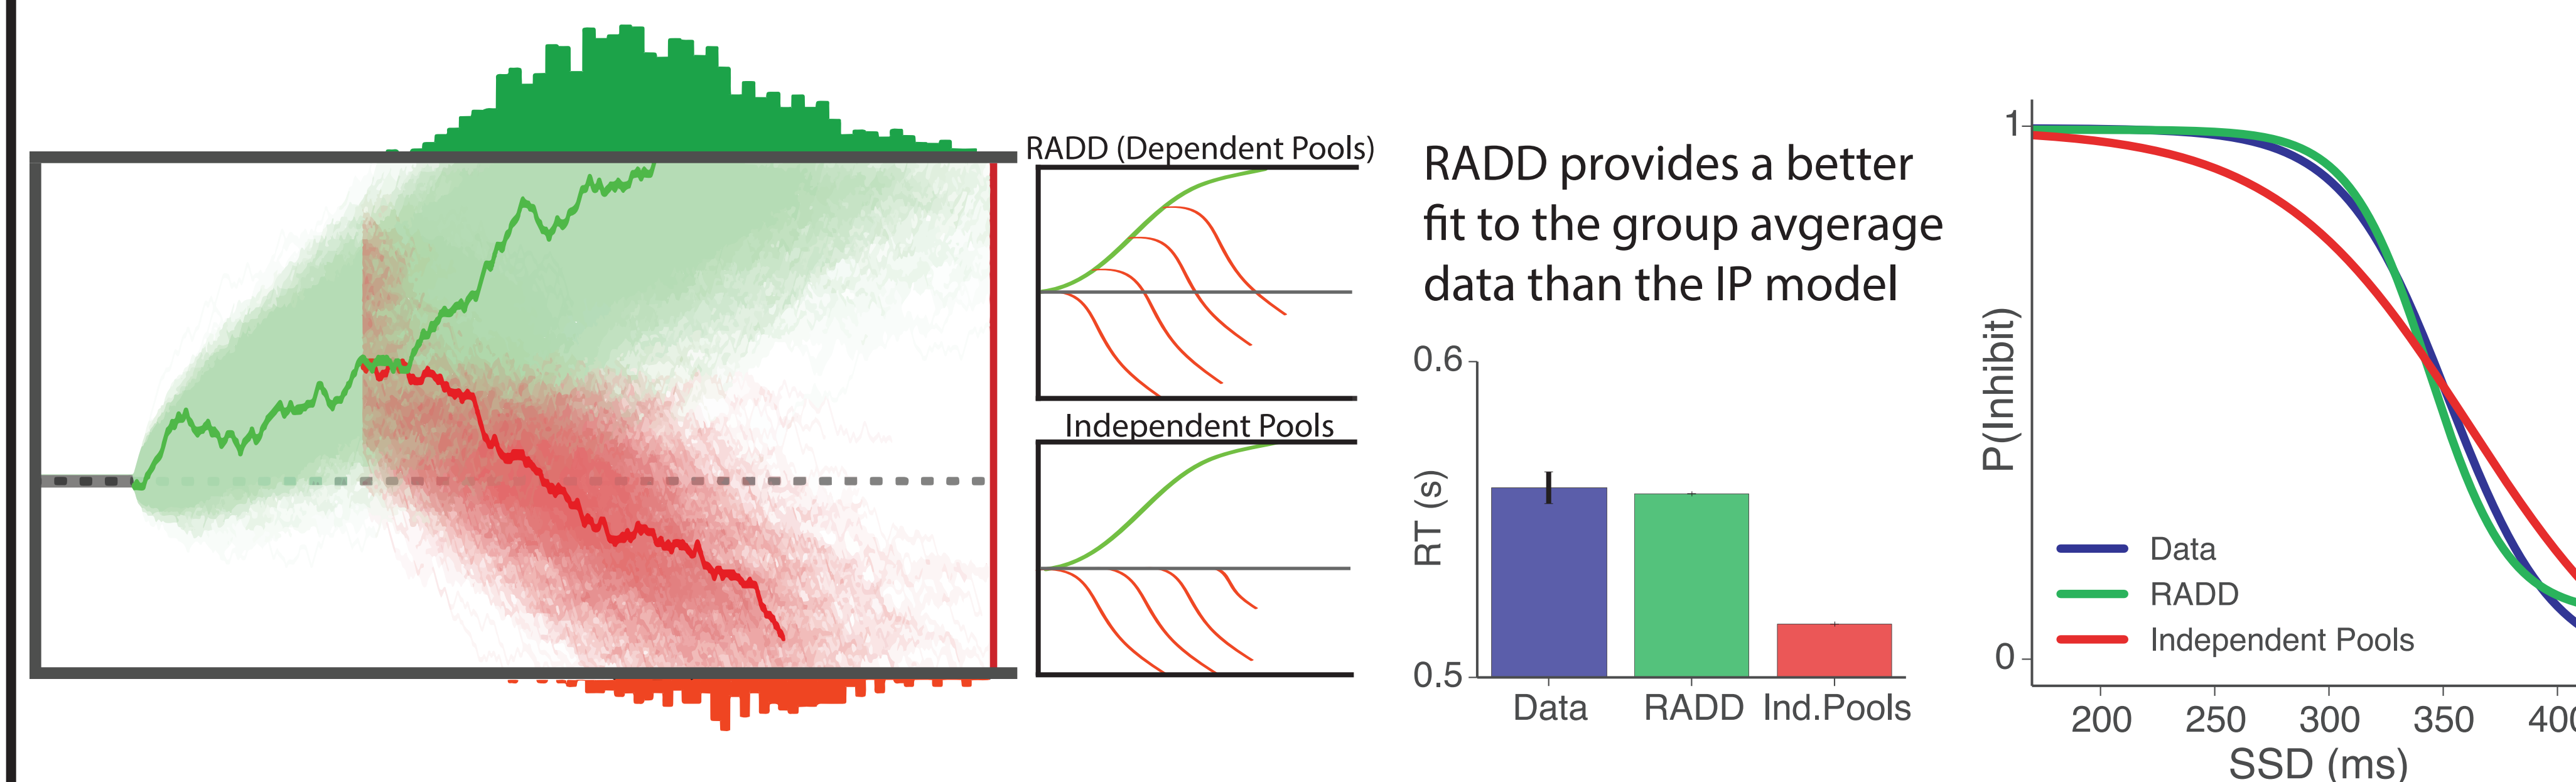 RADD (Dependent Pools)
Independent Pools
RADD provides a better
fit to the group avgerage
data than the IP model
0.6
0.5
RT (s)
Data
RADD
Ind.Pools
1
0
P(Inhibit)
Data
RADD
Independent Pools
200
250
300
350
SSD (ms)